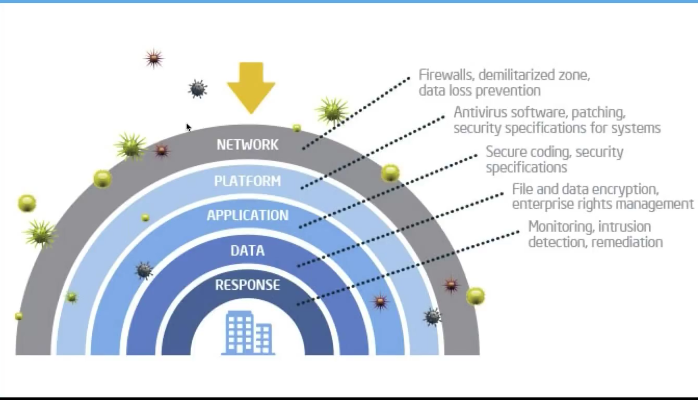 Firewalls, demilitarized zone,
data loss prevention
Antivirus software, patching,
security specifications for systems
Secure coding, security
specifications
File and data encryption,
enterprise rights management
Monitoring, intrusion
detection, remediation
NETWORK
PLATFORM
APPLICATION
DATA
RESPONSE